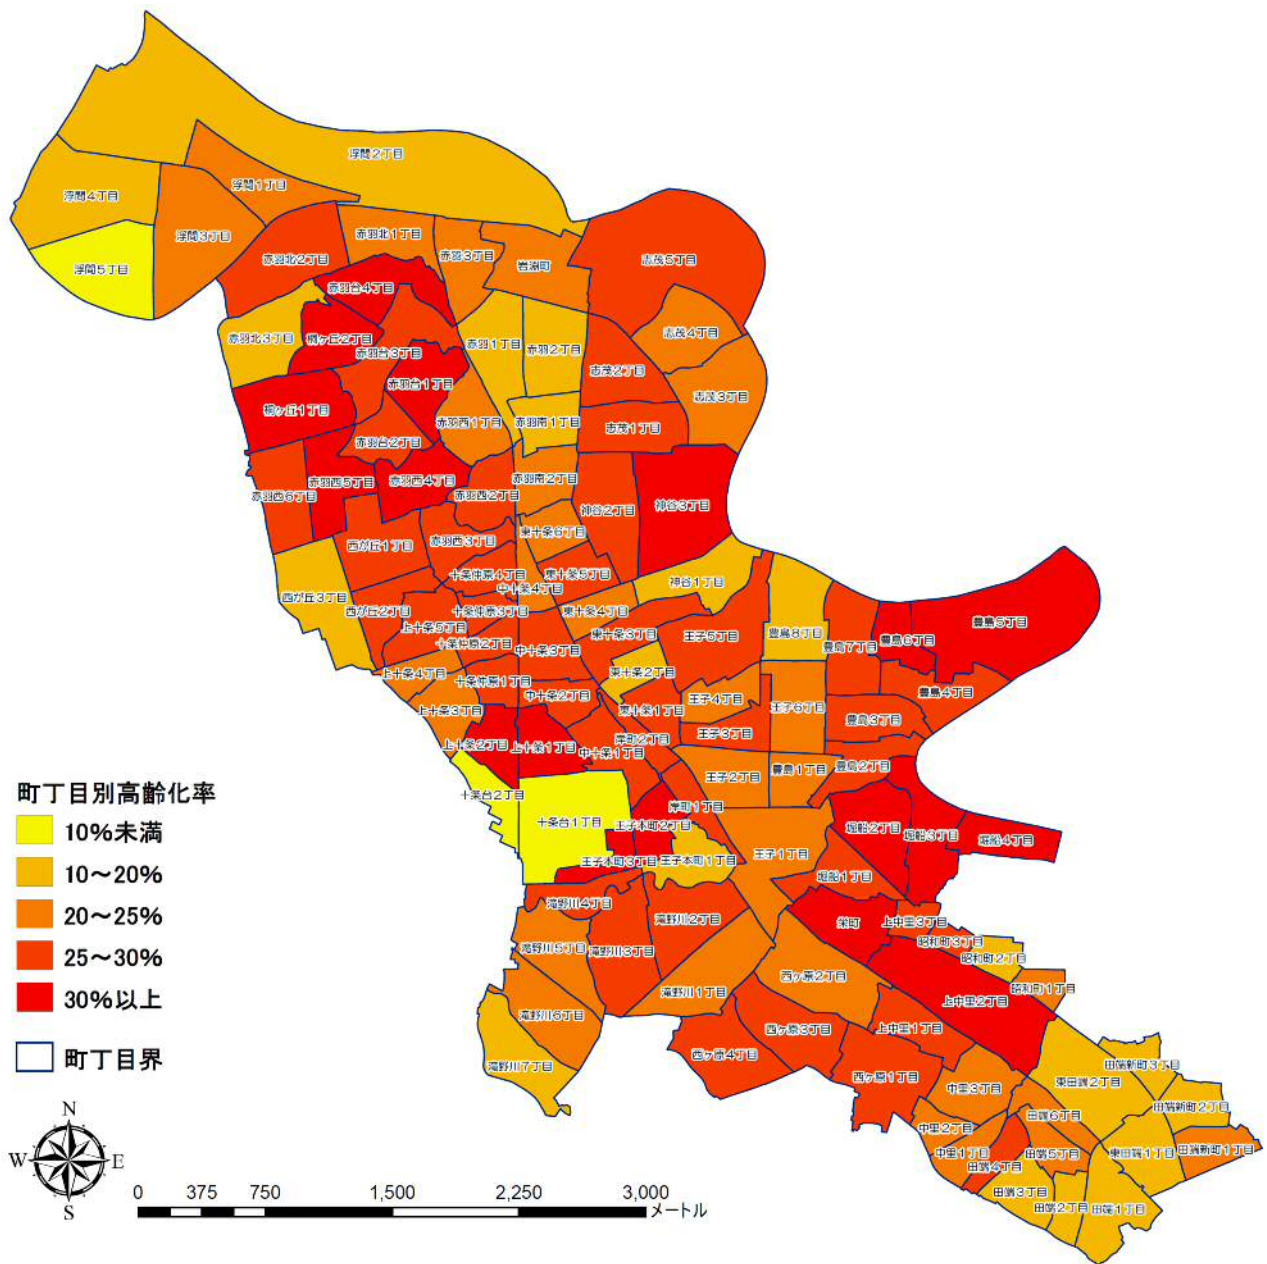 浮間2丁目
浮間1丁目
浮間4丁目
浮間3丁目
浮間5丁目
赤羽北1丁目
赤羽3丁目
赤羽北2丁目
岩淵町
志茂5丁目
赤羽台4丁目
志茂4丁目
赤羽北3丁目
桐ヶ丘2丁目
赤羽台3丁目
赤羽1丁目
赤羽2丁目
志茂2丁目
赤羽台1丁目
志茂3丁目
桐ヶ丘1丁目
赤羽西1丁目
赤羽南1丁目
志茂1丁目
赤羽台2丁目
赤羽西5丁目
赤羽西4丁目
赤羽南2丁目
赤羽西6丁目
赤羽西2丁目
神谷2丁目
神谷3丁目
東十条6丁目
西が丘1丁目
赤羽西3丁目
十条仲原4丁目
東十条5丁目
神谷1丁目
中十条4丁目
西が丘3丁目
西が丘2丁目
十条仲原3丁目
東十条4丁目
上十条5丁目
東十条3丁目
王子5丁目
豊島8丁目
豊島6丁目
豊島5丁目
十条仲原2丁目
中十条3丁目
豊島7丁目
上十条4丁目
十条仲原1丁目
東十条2丁目
豊島4丁目
中十条2丁目
王子4丁目
王子6丁目
上十条3丁目
東十条1丁目
豊島3丁目
王子3丁目
岸町2丁目
上十条2丁目
上十条1丁目
中十条1丁目
豊島2丁目
王子2丁目
豊島1丁目
町丁目別高齢化率
十条台2丁目
岸町1丁目
10%未満
十条台1丁目
王子本町2丁目
堀船2丁目
堀船3丁目
堀船4丁目
王子本町3丁目
王子本町1丁目
王子1丁目
10～20%
堀船1丁目
滝野川4丁目
20～25%
滝野川2丁目
栄町
上中里3丁目
滝野川5丁目
滝野川3丁目
昭和町3丁目
昭和町2丁目
25～30%
西ヶ原2丁目
昭和町1丁目
滝野川1丁目
上中里2丁目
30%以上
滝野川6丁目
西ヶ原3丁目
上中里1丁目
町丁目界
西ヶ原4丁目
滝野川7丁目
田端新町3丁目
西ヶ原1丁目
東田端2丁目
中里3丁目
田端新町2丁目
田端6丁目
中里2丁目
中里1丁目
田端5丁目
東田端1丁目
田端新町1丁目
田端4丁目
田端3丁目
田端2丁目
田端1丁目
N
W
E
S
0 375 750 1,500 2,250 3,000
メートル